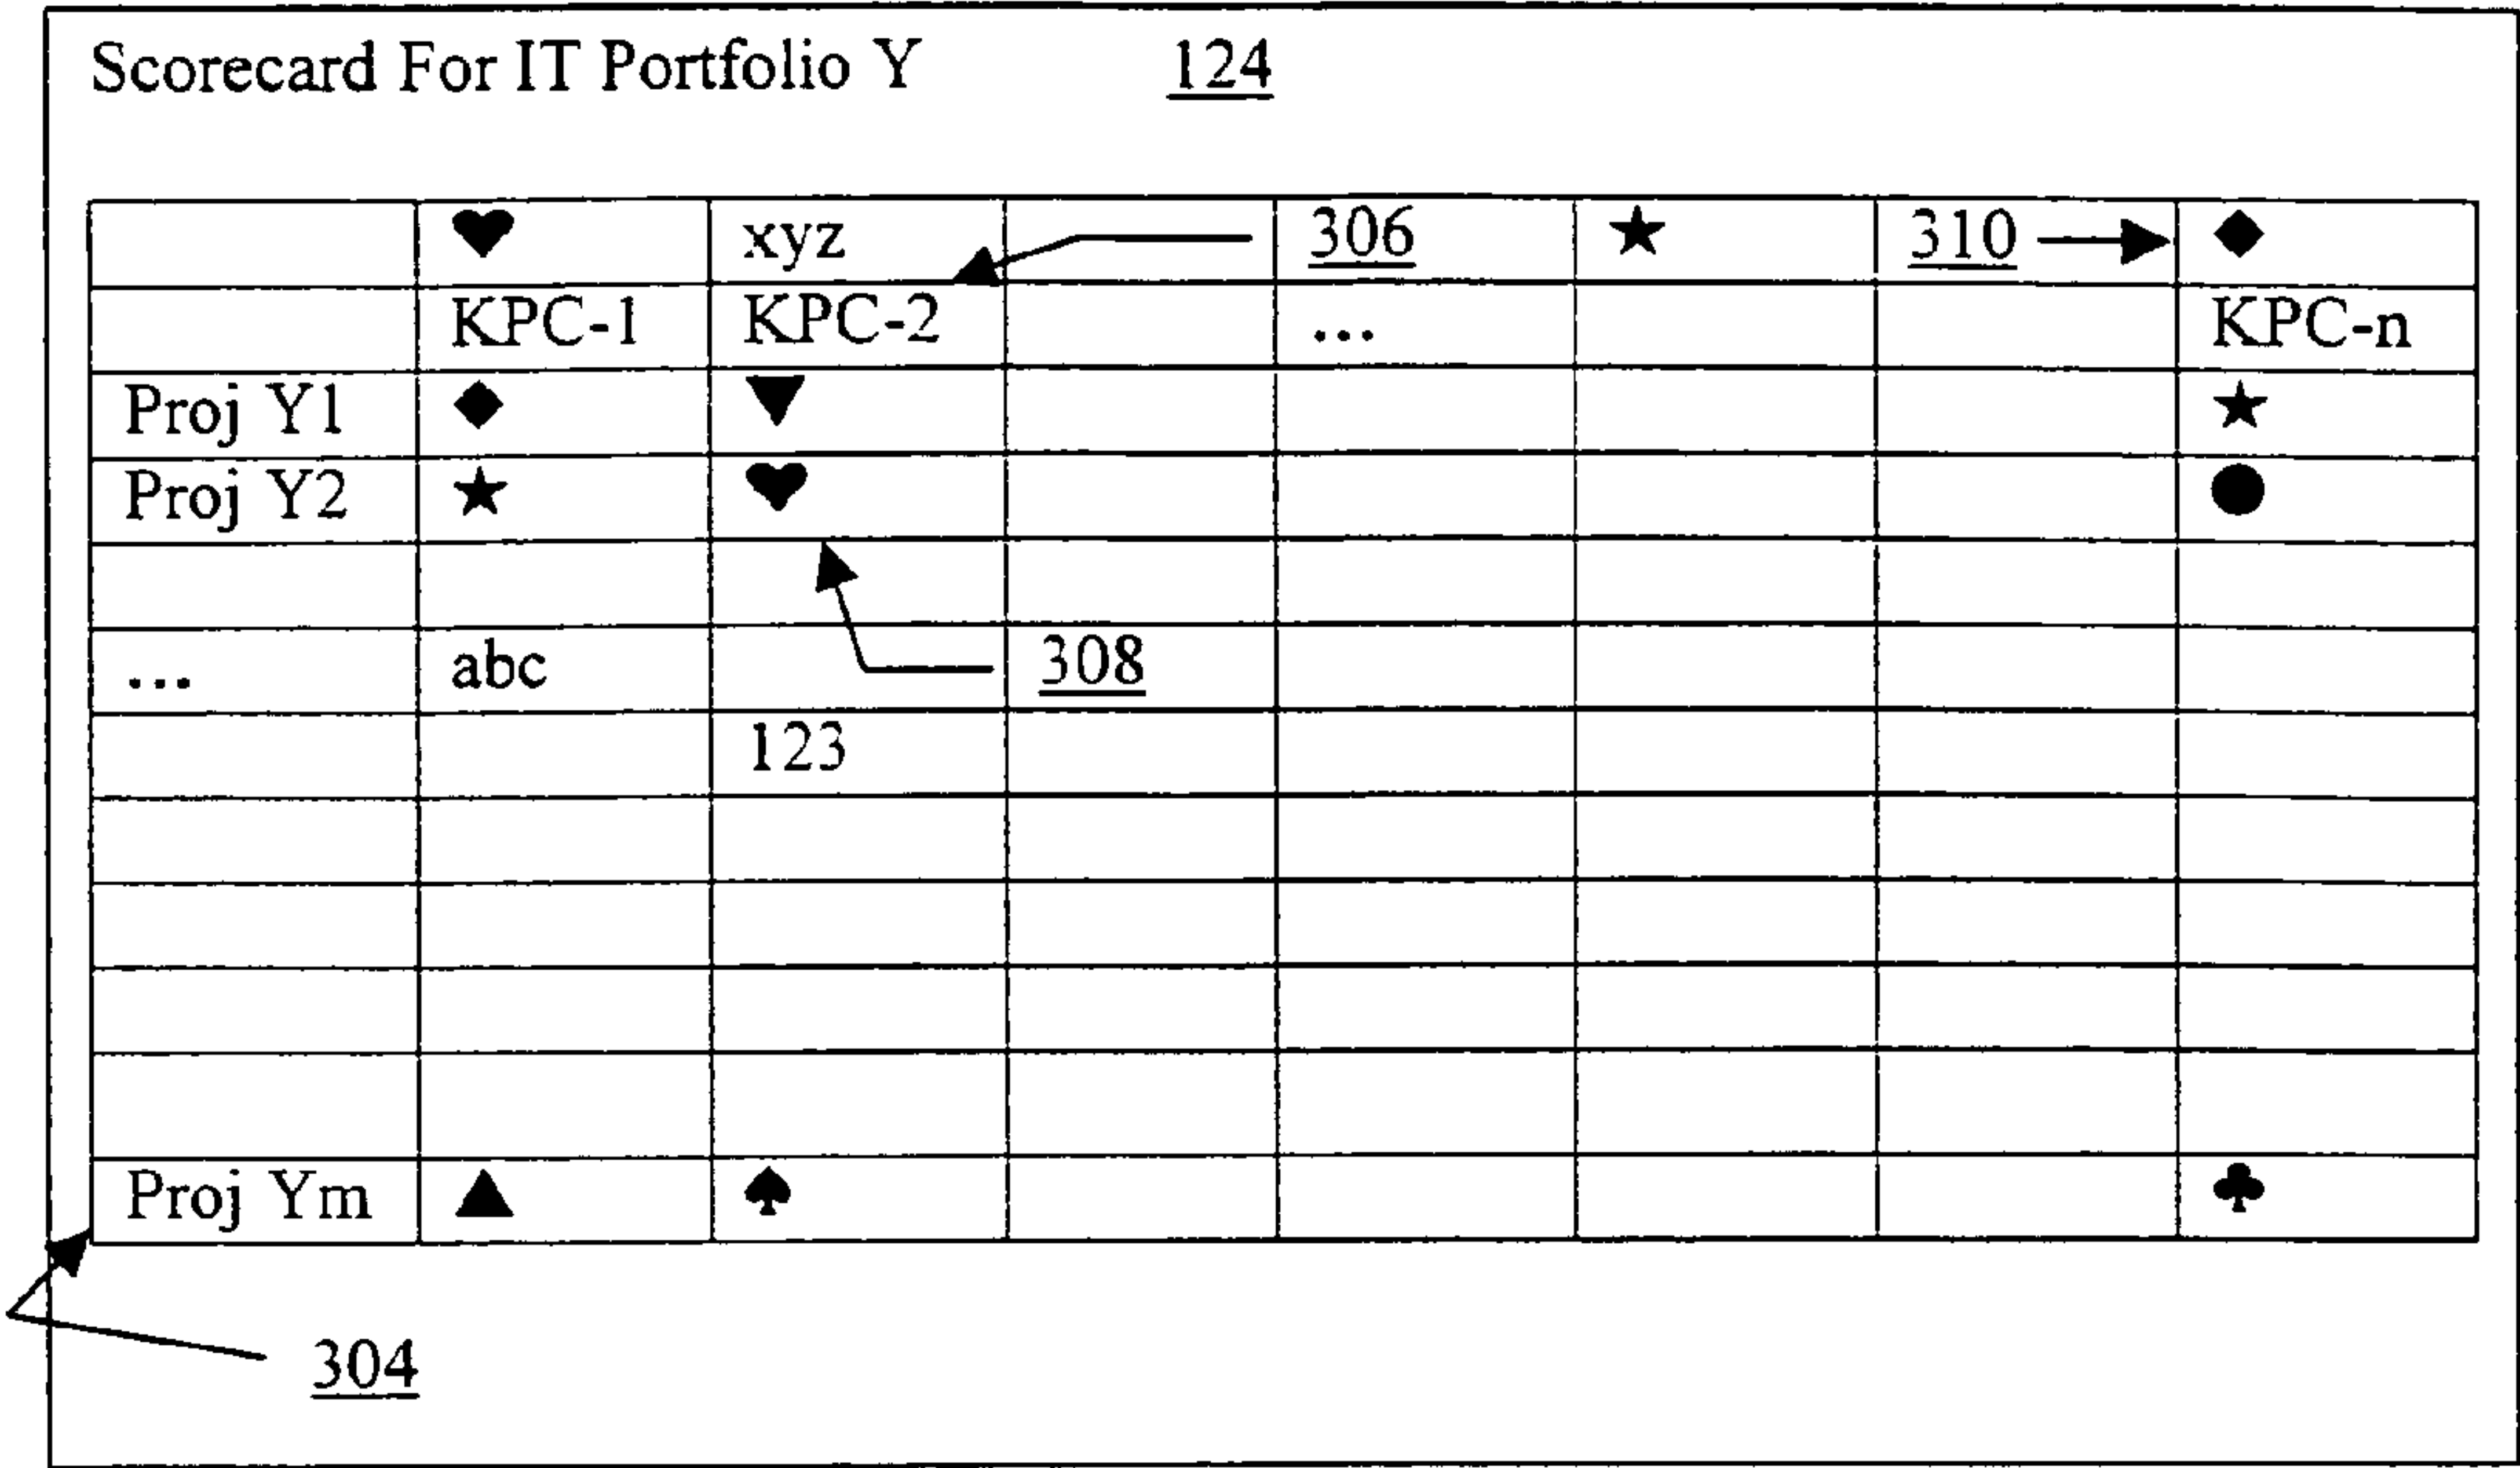 Scorecard For IT Portfolio Y 124
xyz 306 310
KPC-1 KPC-2 ... KPC-n
Proj Y1
Proj Y2
... abc 308
123
Proj Ym
304